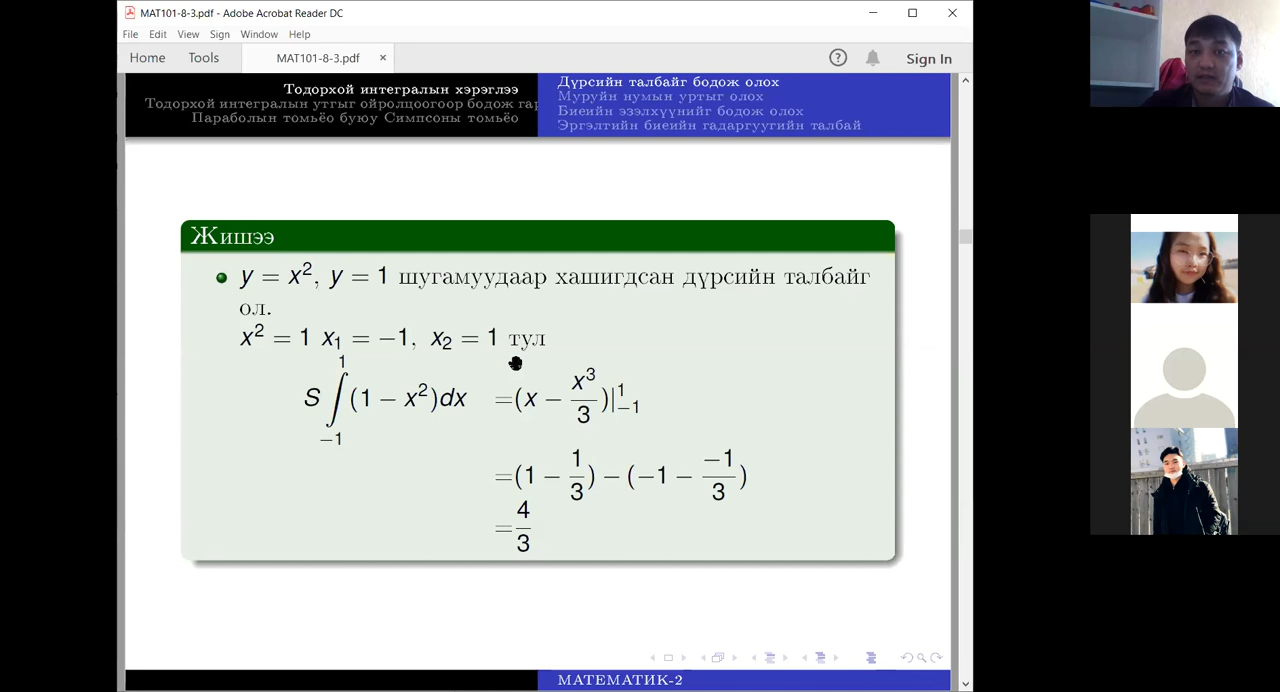 MAT101-8-3.pdf - Adobe Acrobat Reader DC
File Edit View Sign Window Help
Home Tools MAT101-8-3.pdf × ? Sign In
Тодорхой интегралын хэрэглээ
Тодорхой интегралын утгыг ойролцоогоор бодож гар
Параболын томьёо буюу Симпсоны томьёо
Дүрсийн талбайг бодож олох
Муруйн нумын уртыг олох
Биеийн эзэлхүүнийг бодож олох
Эргэлтийн биеийн гадаргуугийн талбай
Жишээ
y = x², y = 1 шугамуудаар хашигдсан дүрсийн талбайг
ол.
x² = 1 x₁ = −1, x₂ = 1 тул
S ∫₋₁¹ (1 − x²)dx = (x − x³/3)|₋₁¹
= (1 − 1/3) − (−1 − −1/3)
= 4/3
МАТЕМАТИК-2